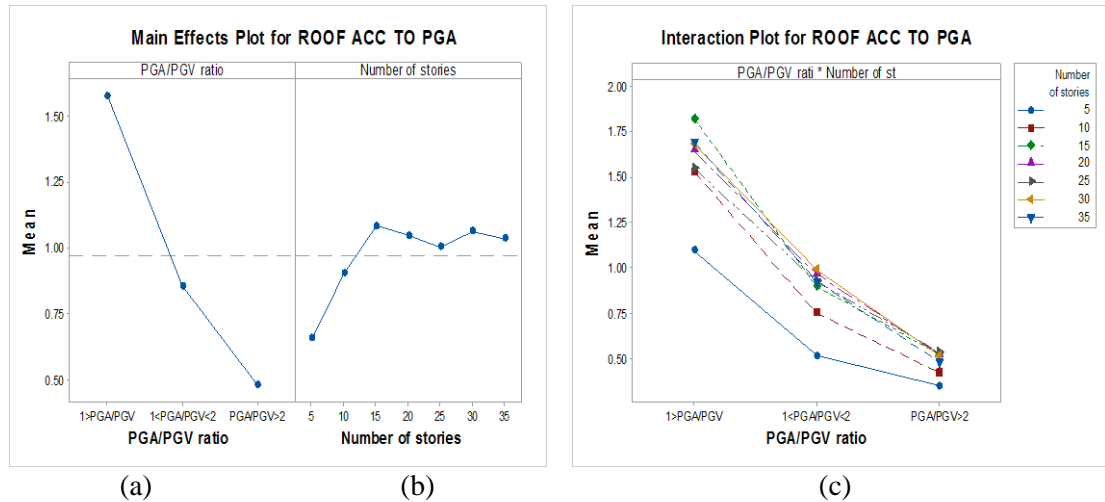 Main Effects Plot for ROOF ACC TO PGA
PGA/PGV ratio
Number of stories
1.50
1.25
1.00
0.75
0.50
Mean
1>PGA/PGV
1<PGA/PGV<2
PGA/PGV>2
5
10
15
20
25
30
35
PGA/PGV ratio
Number of stories
(a)
(b)
Interaction Plot for ROOF ACC TO PGA
PGA/PGV rati * Number of st
2.00
1.75
1.50
1.25
1.00
0.75
0.50
Mean
1>PGA/PGV
1<PGA/PGV<2
PGA/PGV>2
PGA/PGV ratio
Number
of stories
5
10
15
20
25
30
35
(c)